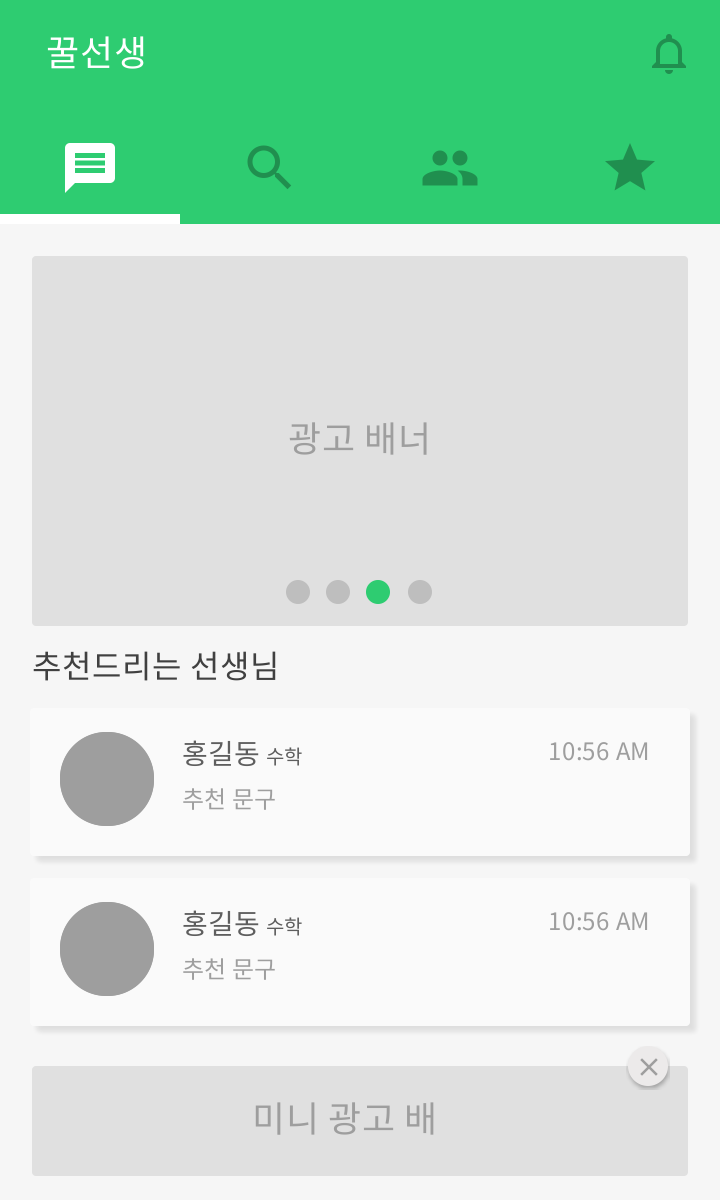 꿀선생
광고 배너
추천드리는 선생님
홍길동 수학 10:56 AM
추천 문구
홍길동 수학 10:56 AM
추천 문구
미니 광고 배